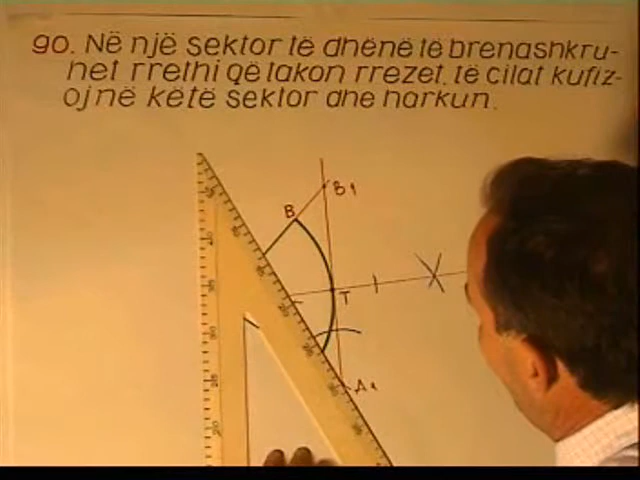 90. Në një sektor të dhënë të brenashkru-
het rrethi që takon rrezet, të cilat kufiz-
ojnë këtë sektor dhe harkun.
B1
B
T
A1